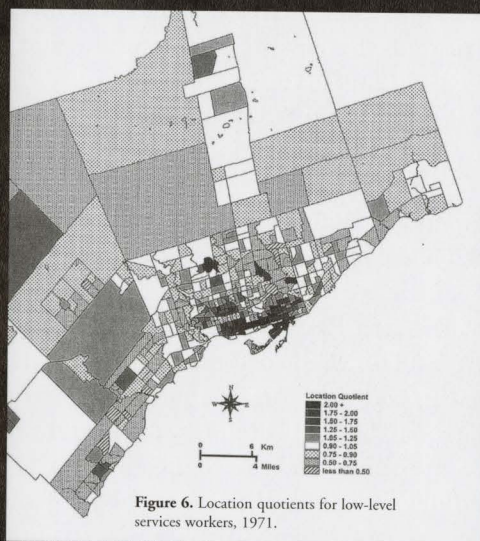 N
W E
S
0 6 Km
0 4 Miles
Location Quotient
2.00 +
1.75 - 2.00
1.50 - 1.75
1.25 - 1.50
1.05 - 1.25
0.90 - 1.05
0.75 - 0.90
0.50 - 0.75
less than 0.50
Figure 6. Location quotients for low-level
services workers, 1971.